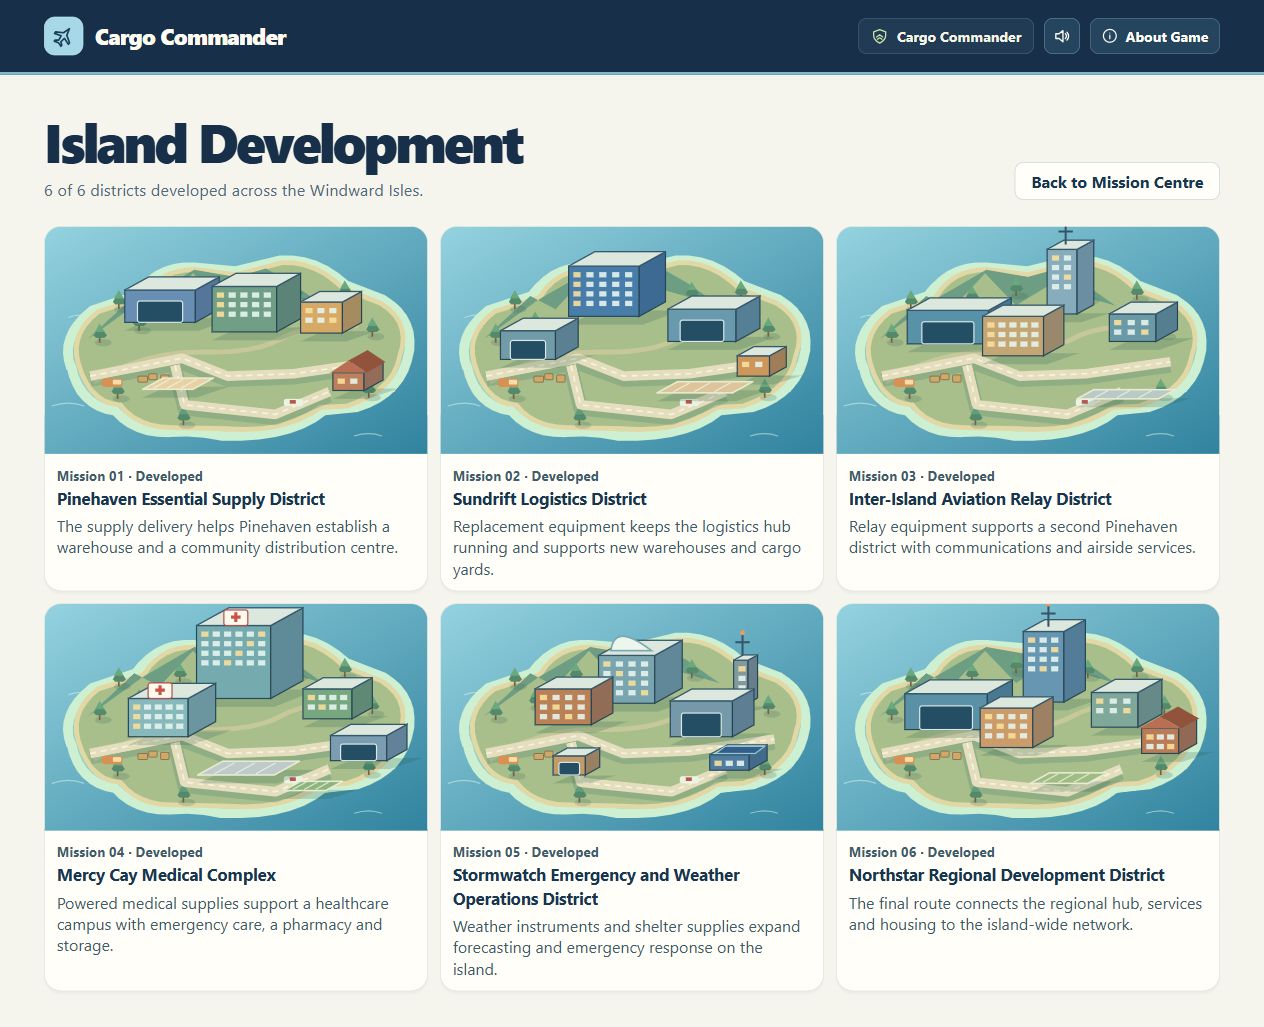 Cargo Commander
Cargo Commander
About Game
Island Development
6 of 6 districts developed across the Windward Isles.
Back to Mission Centre
Mission 01 · Developed
Pinehaven Essential Supply District
The supply delivery helps Pinehaven establish a
warehouse and a community distribution centre.
Mission 02 · Developed
Sundrift Logistics District
Replacement equipment keeps the logistics hub
running and supports new warehouses and cargo
yards.
Mission 03 · Developed
Inter-Island Aviation Relay District
Relay equipment supports a second Pinehaven
district with communications and airside services.
Mission 04 · Developed
Mercy Cay Medical Complex
Powered medical supplies support a healthcare
campus with emergency care, a pharmacy and
storage.
Mission 05 · Developed
Stormwatch Emergency and Weather
Operations District
Weather instruments and shelter supplies expand
forecasting and emergency response on the
island.
Mission 06 · Developed
Northstar Regional Development District
The final route connects the regional hub, services
and housing to the island-wide network.